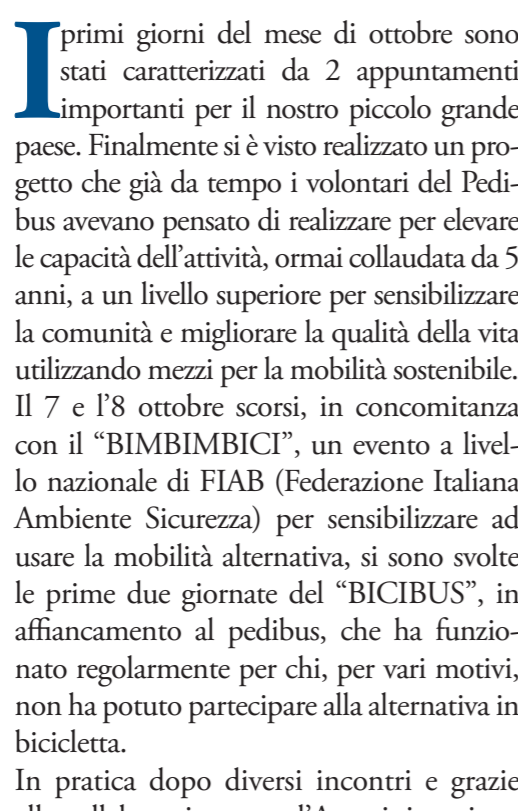 I primi giorni del mese di ottobre sono
stati caratterizzati da 2 appuntamenti
importanti per il nostro piccolo grande
paese. Finalmente si è visto realizzato un pro-
getto che già da tempo i volontari del Pedi-
bus avevano pensato di realizzare per elevare
le capacità dell’attività, ormai collaudata da 5
anni, a un livello superiore per sensibilizzare
la comunità e migliorare la qualità della vita
utilizzando mezzi per la mobilità sostenibile.
Il 7 e l’8 ottobre scorsi, in concomitanza
con il “BIMBIMBICI”, un evento a livel-
lo nazionale di FIAB (Federazione Italiana
Ambiente Sicurezza) per sensibilizzare ad
usare la mobilità alternativa, si sono svolte
le prime due giornate del “BICIBUS”, in
affiancamento al pedibus, che ha funzio-
nato regolarmente per chi, per vari motivi,
non ha potuto partecipare alla alternativa in
bicicletta.
In pratica dopo diversi incontri e grazie